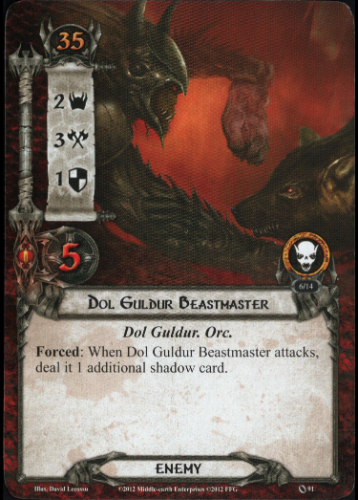 35
2
3
1
5
6/14
Dol Guldur Beastmaster
Dol Guldur. Orc.
Forced: When Dol Guldur Beastmaster attacks,
deal it 1 additional shadow card.
ENEMY
Illus. David Lecossu ©2012 Middle-earth Enterprises ©2012 FFG 91